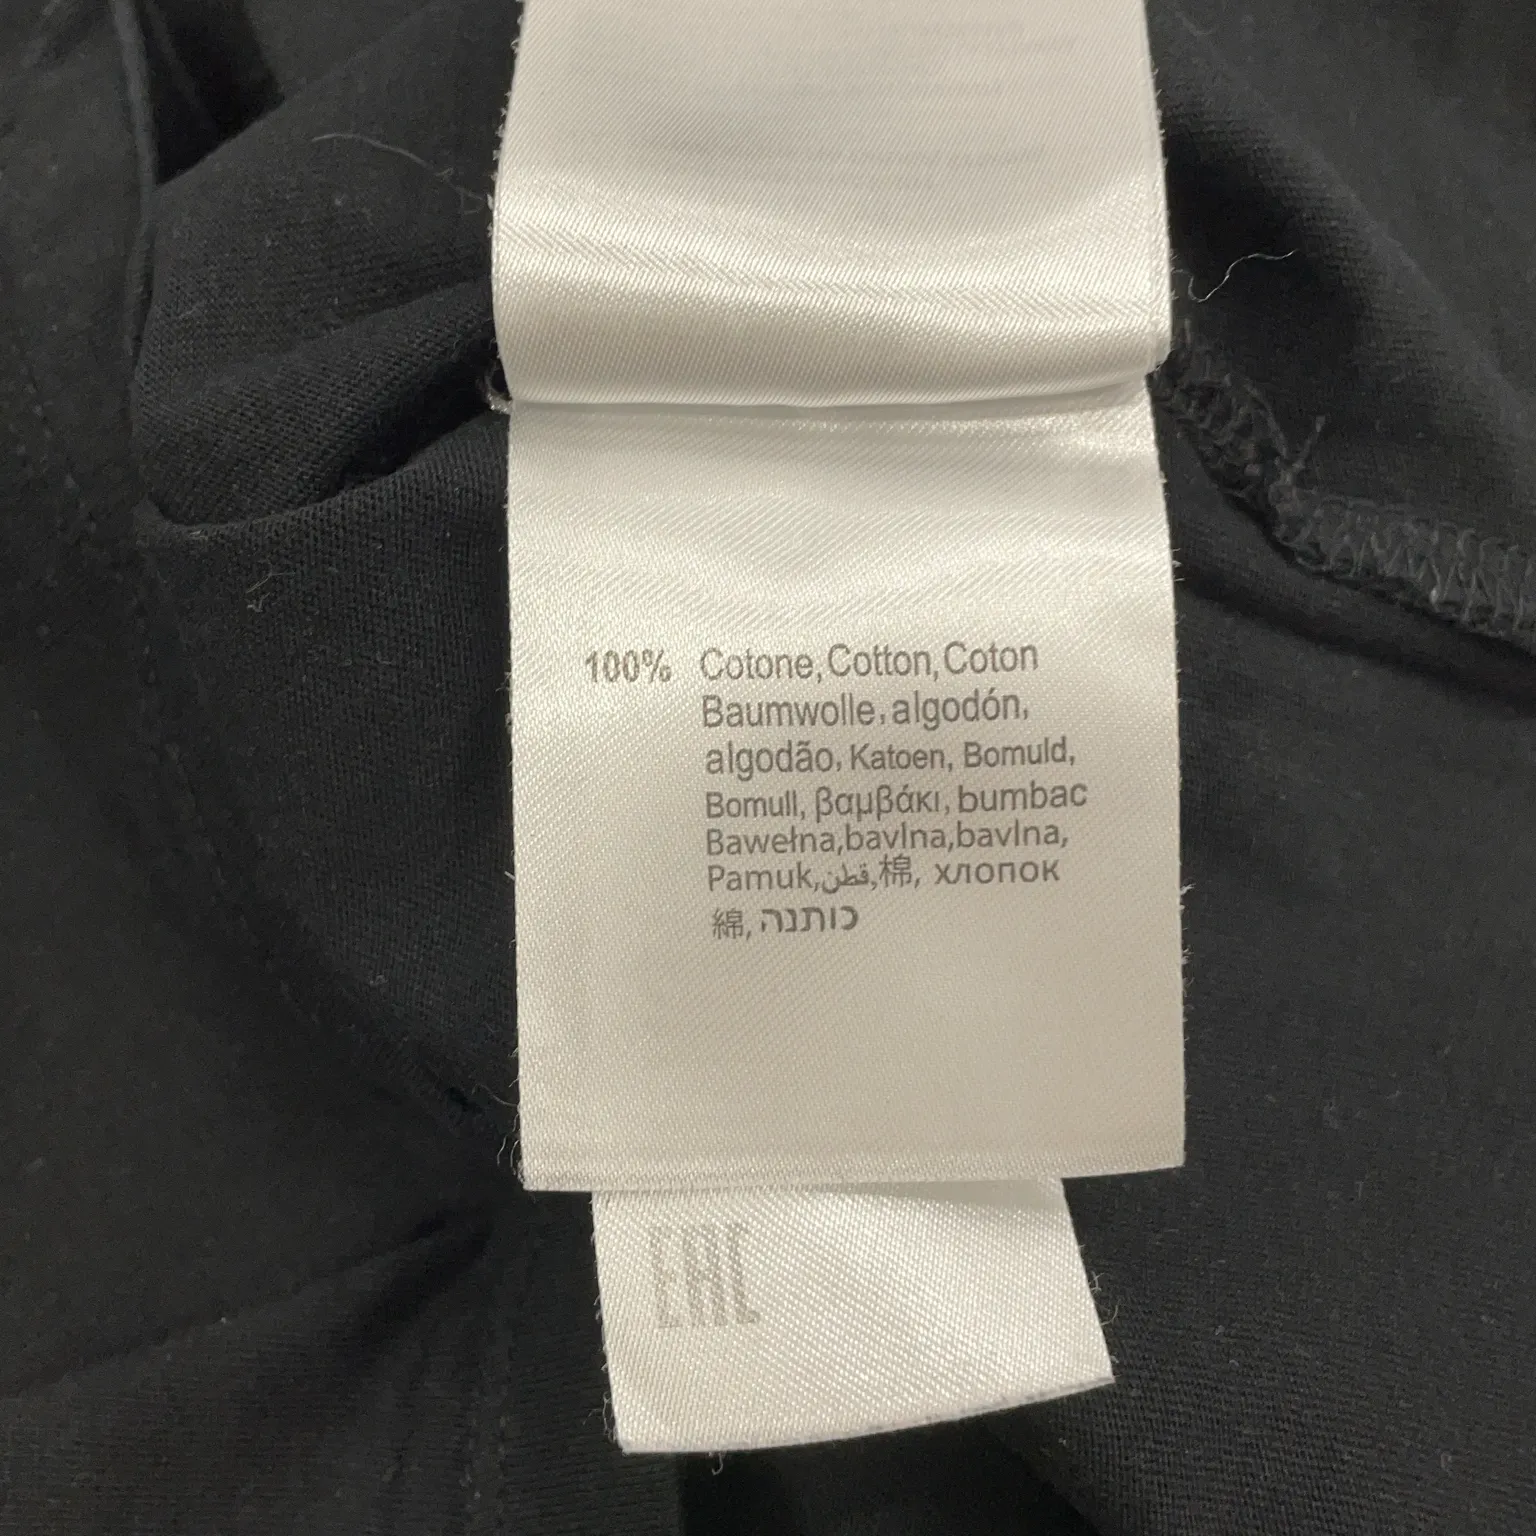 100% Cotone,Cotton,Coton
Baumwolle,algodón,
algodão, Katoen, Bomuld,
Bomull, βαμβάκι, bumbac
Bawełna,bavlna,bavlna,
Pamuk,قطن,棉, хлопок
綿, כותנה
EAC